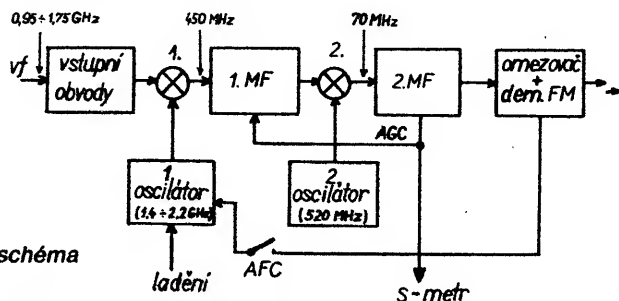 0,95÷1,75 GHz
450 MHz
70 MHz
vf
vstupní
obvody
1.
1. MF
2.
2. MF
omezovač
+
dem. FM
AGC
1.
oscilátor
(1,4÷2,2 GHz)
2.
oscilátor
(520 MHz)
schéma
ladění
AFC
S-metr